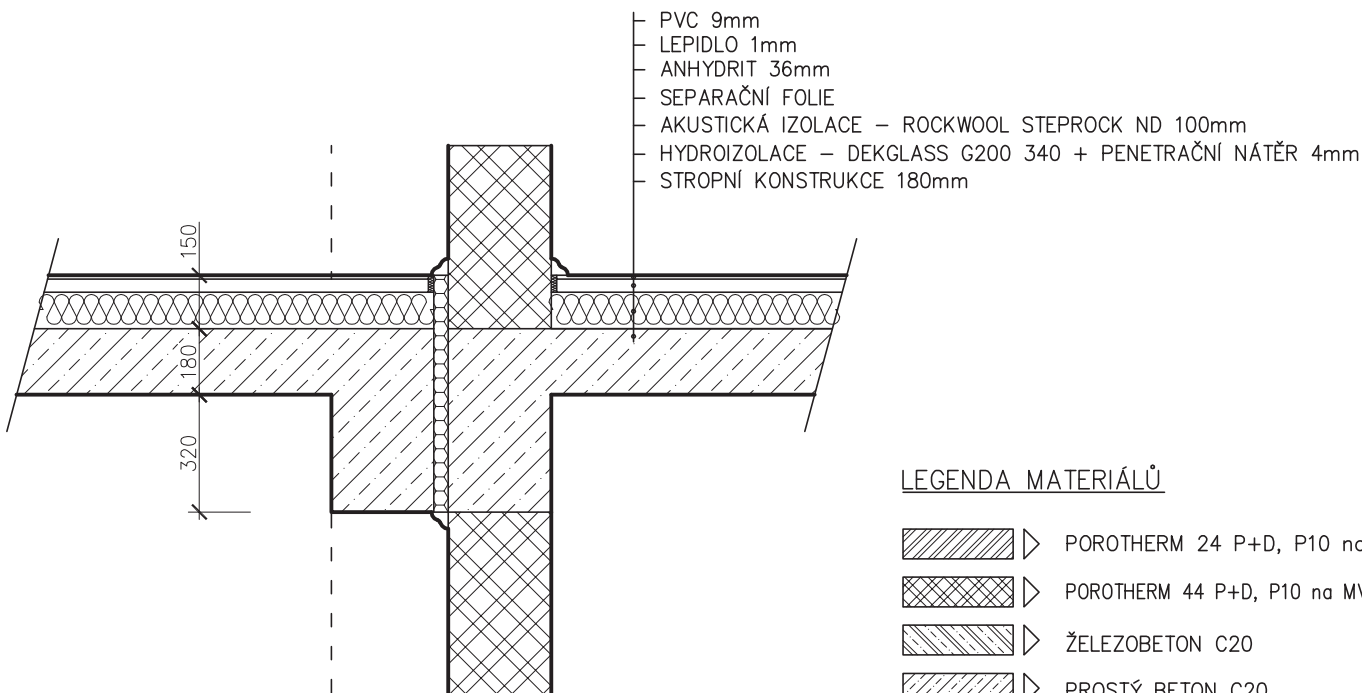 PVC 9mm
LEPIDLO 1mm
ANHYDRIT 36mm
SEPARAČNÍ FOLIE
AKUSTICKÁ IZOLACE – ROCKWOOL STEPROCK ND 100mm
HYDROIZOLACE – DEKGLASS G200 340 + PENETRAČNÍ NÁTĚR 4mm
STROPNÍ KONSTRUKCE 180mm
150
180
320
LEGENDA MATERIÁLŮ
POROTHERM 24 P+D, P10 na
POROTHERM 44 P+D, P10 na MV
ŽELEZOBETON C20
PROSTÝ BETON C20